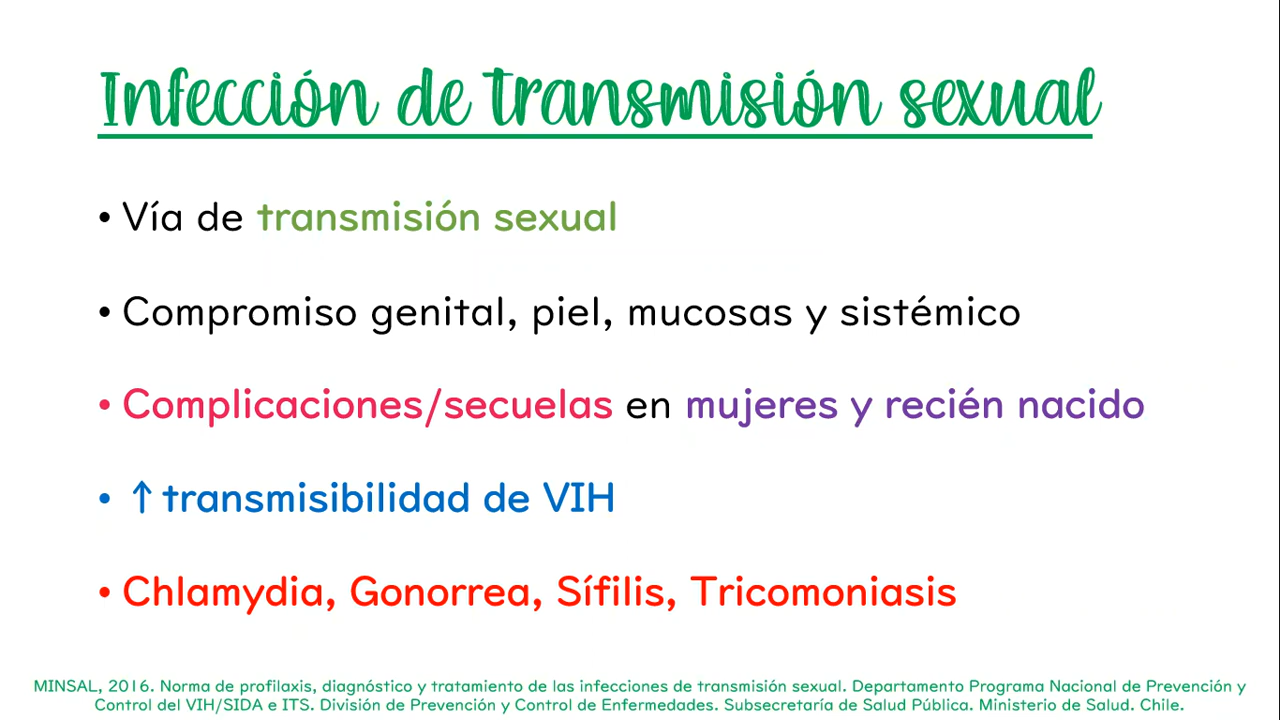 Infección de transmisión sexual
• Vía de transmisión sexual
• Compromiso genital, piel, mucosas y sistémico
• Complicaciones/secuelas en mujeres y recién nacido
• ↑transmisibilidad de VIH
• Chlamydia, Gonorrea, Sífilis, Tricomoniasis
MINSAL, 2016. Norma de profilaxis, diagnóstico y tratamiento de las infecciones de transmisión sexual. Departamento Programa Nacional de Prevención y
Control del VIH/SIDA e ITS. División de Prevención y Control de Enfermedades. Subsecretaría de Salud Pública. Ministerio de Salud. Chile.